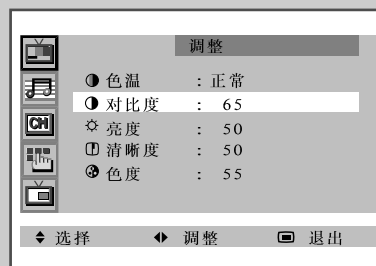 调整
色温 : 正常
对比度 : 65
亮度 : 50
CH 清晰度 : 50
色度 : 55
选择 调整 退出